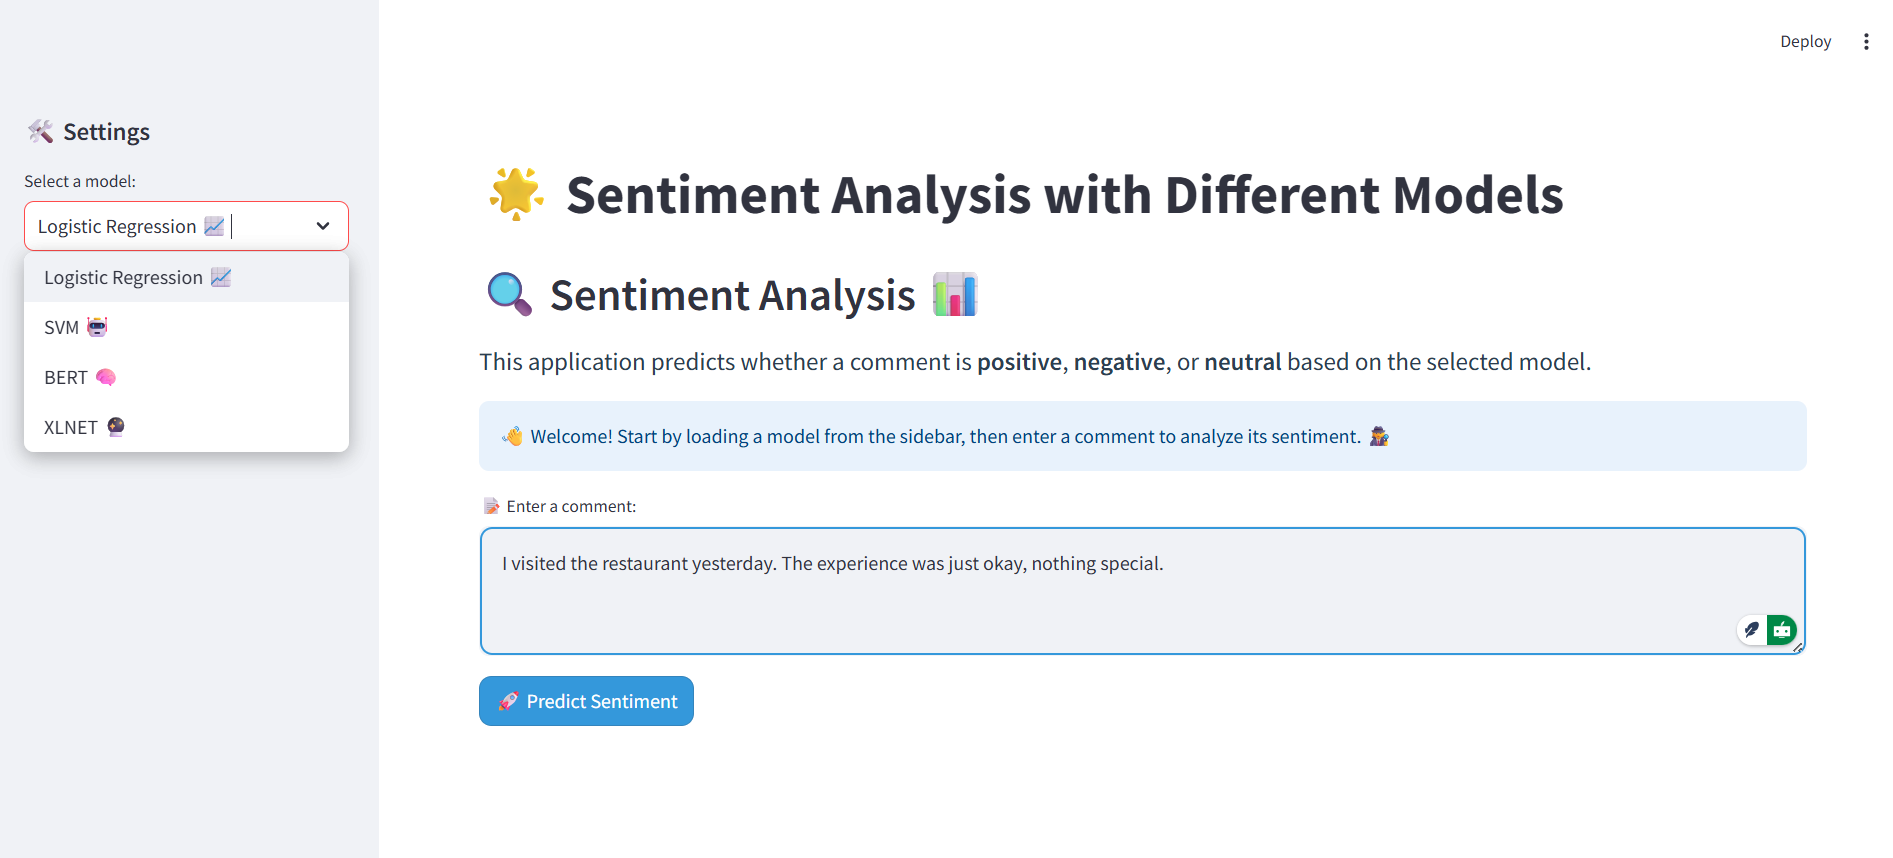 Deploy
🛠️ Settings
Select a model:
Logistic Regression 📈
Logistic Regression 📈
SVM 🤖
BERT 🧠
XLNET 🔮
🌟 Sentiment Analysis with Different Models
🔍 Sentiment Analysis 📊
This application predicts whether a comment is positive, negative, or neutral based on the selected model.
👋 Welcome! Start by loading a model from the sidebar, then enter a comment to analyze its sentiment. 🕵️
📝 Enter a comment:
I visited the restaurant yesterday. The experience was just okay, nothing special.
🚀 Predict Sentiment